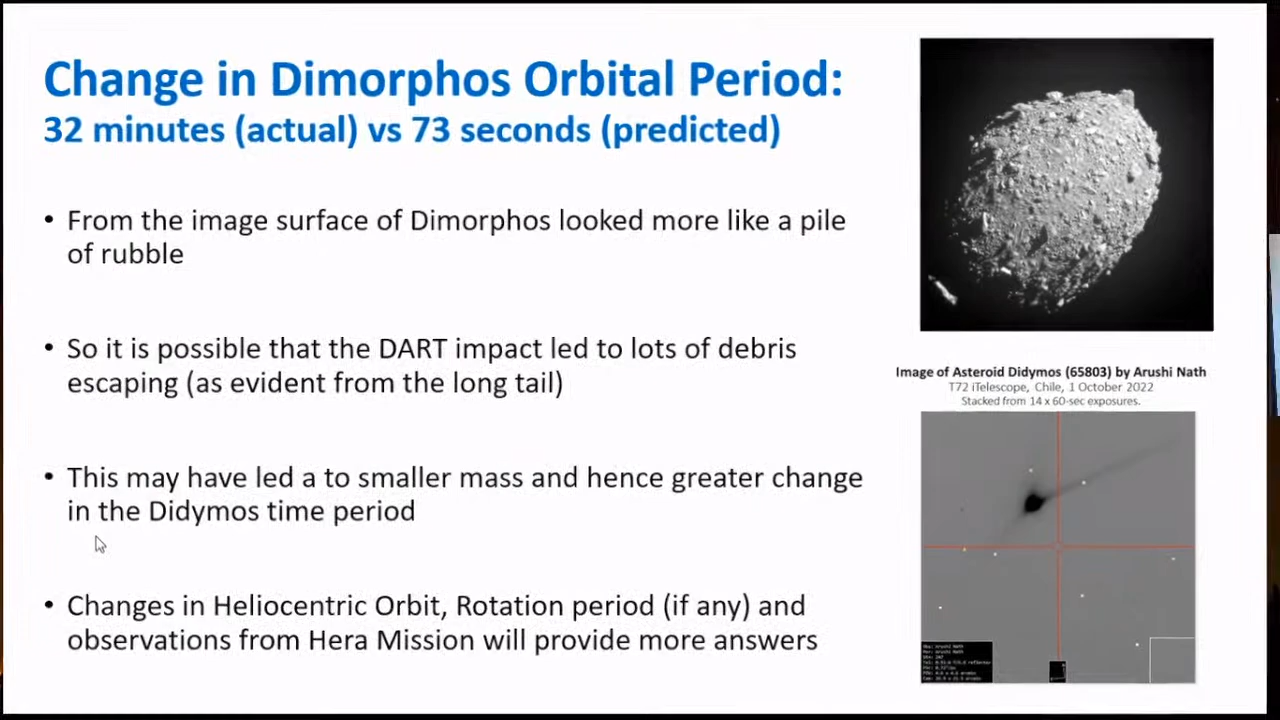 Change in Dimorphos Orbital Period:
32 minutes (actual) vs 73 seconds (predicted)
• From the image surface of Dimorphos looked more like a pile
of rubble
• So it is possible that the DART impact led to lots of debris
escaping (as evident from the long tail)
• This may have led a to smaller mass and hence greater change
in the Didymos time period
• Changes in Heliocentric Orbit, Rotation period (if any) and
observations from Hera Mission will provide more answers
Image of Asteroid Didymos (65803) by Arushi Nath
T72 iTelescope, Chile, 1 October 2022
Stacked from 14 x 60-sec exposures.